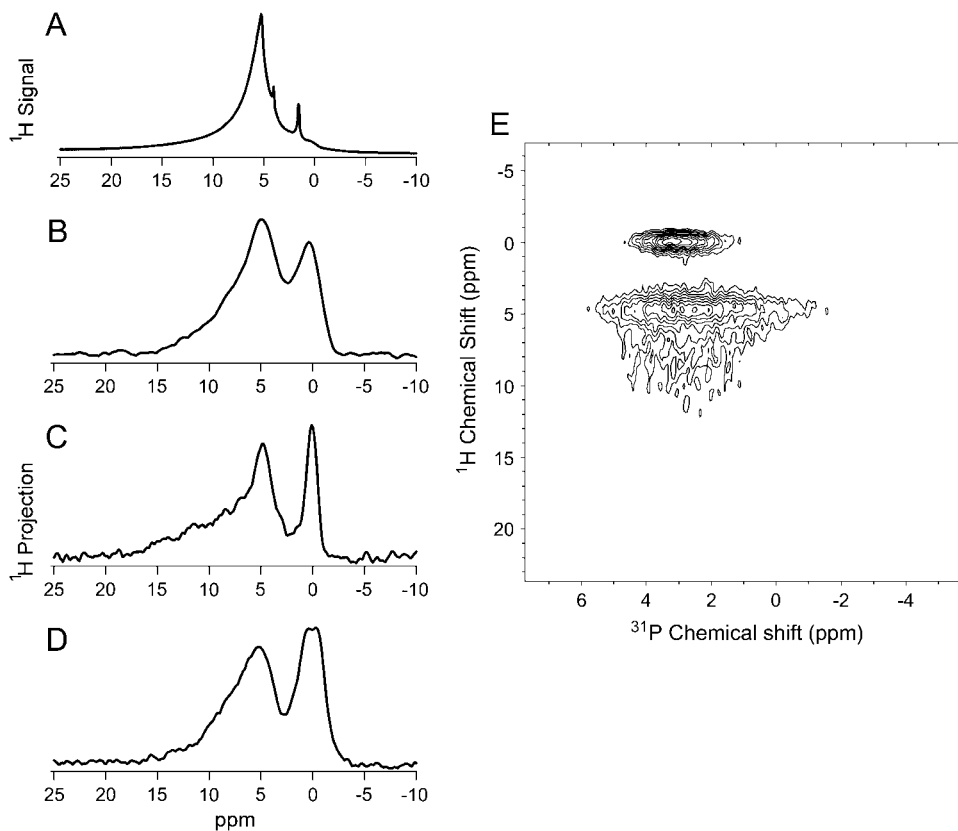 A
¹H Signal
25 20 15 10 5 0 -5 -10
B
25 20 15 10 5 0 -5 -10
C
¹H Projection
25 20 15 10 5 0 -5 -10
D
25 20 15 10 5 0 -5 -10
ppm
E
¹H Chemical Shift (ppm)
-5
0
5
10
15
20
6 4 2 0 -2 -4
³¹P Chemical shift (ppm)